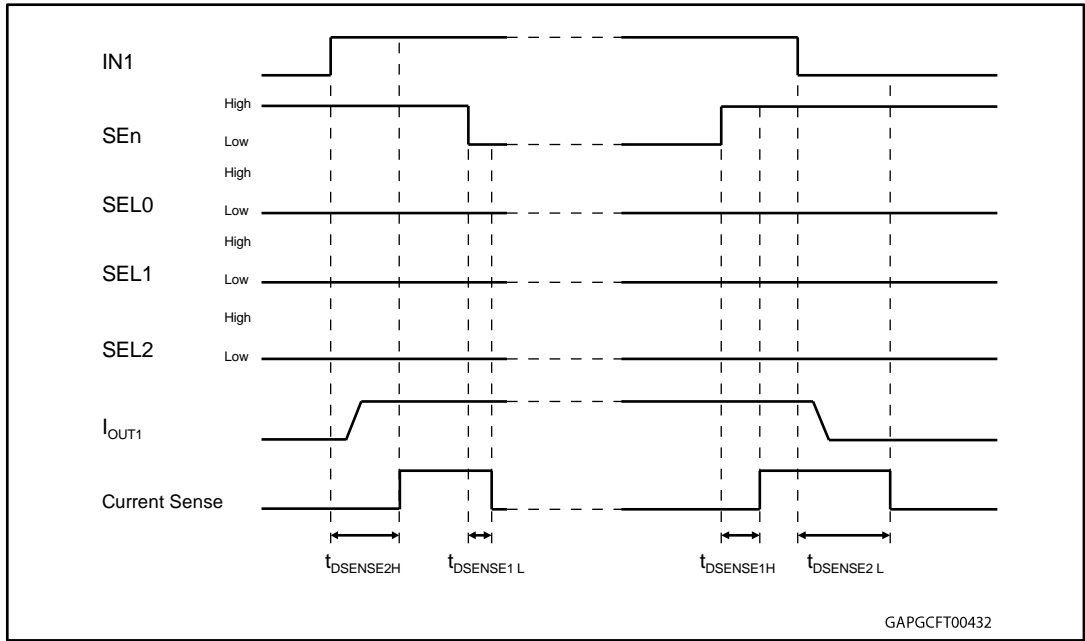 IN1
High
SEn
Low
High
SEL0
Low
High
SEL1
Low
High
SEL2
Low
IOUT1
Current Sense
tDSENSE2H tDSENSE1 L tDSENSE1H tDSENSE2 L
GAPGCFT00432